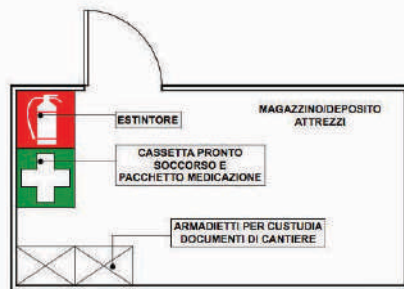 MAGAZZINO/DEPOSITO
ATTREZZI
ESTINTORE
CASSETTA PRONTO
SOCCORSO E
PACCHETTO MEDICAZIONE
ARMADIETTI PER CUSTUDIA
DOCUMENTI DI CANTIERE